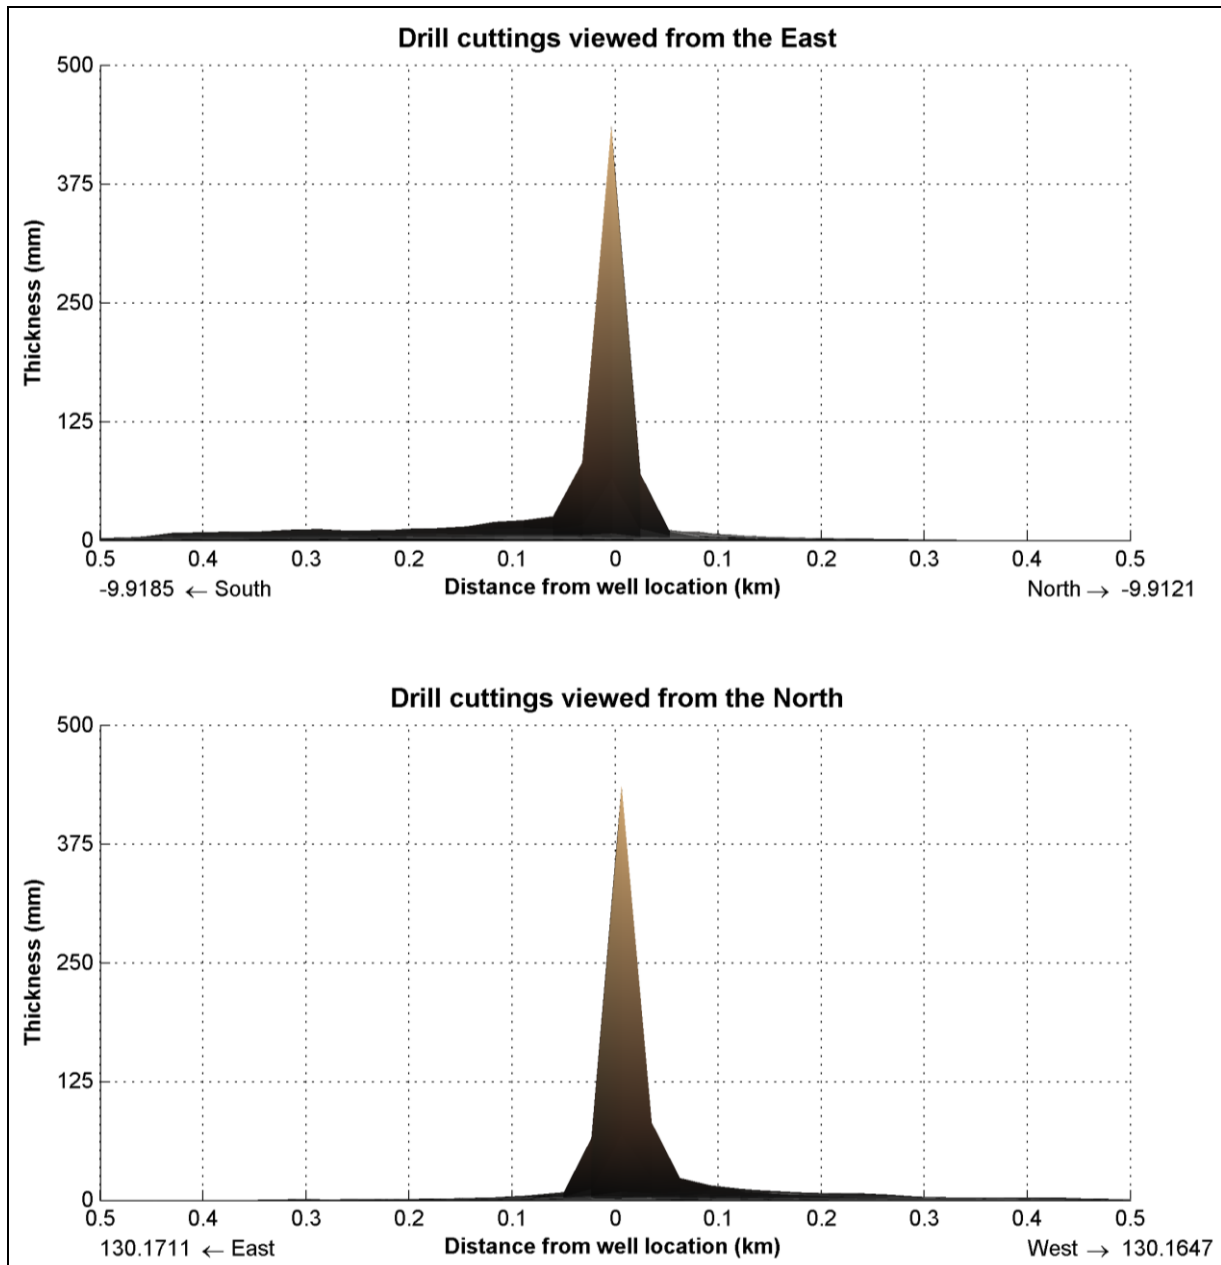 Drill cuttings viewed from the East
500
375
250
125
0
Thickness (mm)
0.5 0.4 0.3 0.2 0.1 0 0.1 0.2 0.3 0.4 0.5
-9.9185 ← South Distance from well location (km) North → -9.9121
Drill cuttings viewed from the North
500
375
250
125
0
Thickness (mm)
0.5 0.4 0.3 0.2 0.1 0 0.1 0.2 0.3 0.4 0.5
130.1711 ← East Distance from well location (km) West → 130.1647